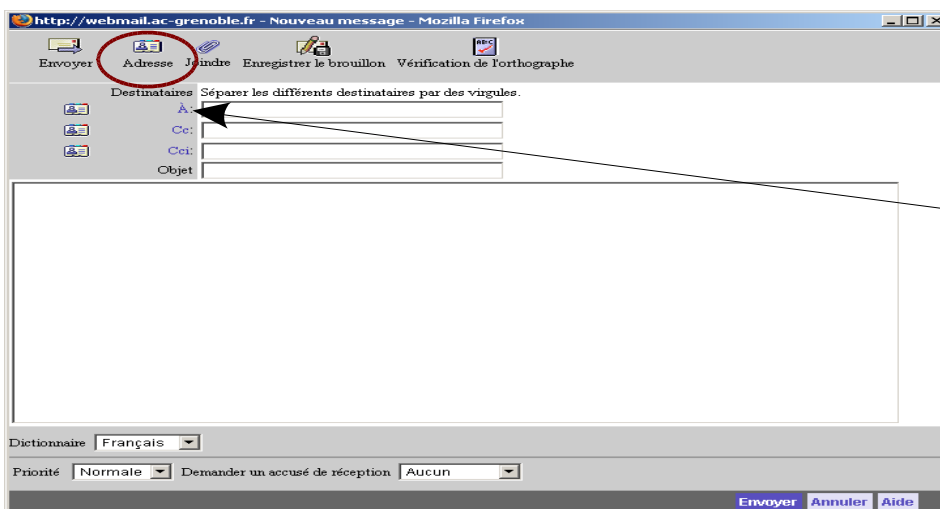 http://webmail.ac-grenoble.fr - Nouveau message - Mozilla Firefox
Envoyer Adresse Joindre Enregistrer le brouillon Vérification de l'orthographe
Destinataires Séparer les différents destinataires par des virgules.
À:
Cc:
Cci:
Objet
Dictionnaire Français
Priorité Normale Demander un accusé de réception Aucun
Envoyer Annuler Aide